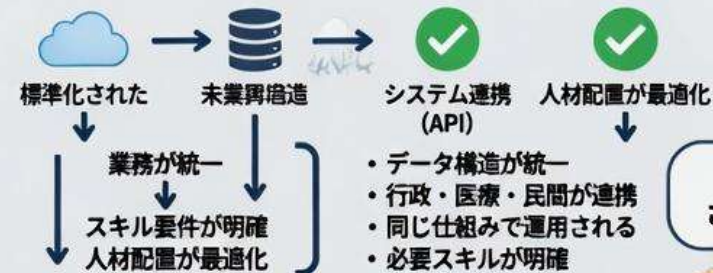 標準化された
システム連携
(API)
人材配置が最適化
業務が統一
スキル要件が明確
人材配置が最適化
・データ構造が統一
・行政・医療・民間が連携
・同じ仕組みで運用される
・必要スキルが明確